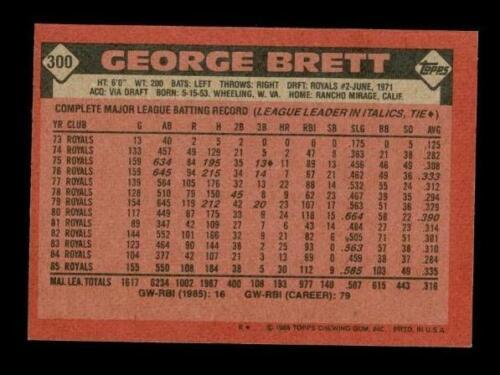 300 GEORGE BRETT topps
HT: 6'0" WT: 200 BATS: LEFT THROWS: RIGHT DRFT: ROYALS #2-JUNE, 1971
ACQ: VIA DRAFT BORN: 5-15-53, WHEELING, W. VA. HOME: RANCHO MIRAGE, CALIF.
COMPLETE MAJOR LEAGUE BATTING RECORD (LEAGUE LEADER IN ITALICS, TIE♦)
YR CLUB G AB R H 2B 3B HR RBI SB SLG BB SO AVG
73 ROYALS 13 40 2 5 2 0 0 0 0 .175 0 5 .125
74 ROYALS 133 457 49 129 21 5 2 47 8 .363 21 38 .282
75 ROYALS 159 634 84 195 35 13♦ 11 89 13 .456 46 49 .308
76 ROYALS 159 645 94 215 34 14 7 67 21 .462 49 36 .333
77 ROYALS 139 564 105 176 32 13 22 88 14 .532 55 24 .312
78 ROYALS 128 510 79 150 45 8 9 62 23 .467 39 35 .294
79 ROYALS 154 645 119 212 42 20 23 107 17 .563 51 36 .329
80 ROYALS 117 449 87 175 33 9 24 118 15 .664 58 22 .390
81 ROYALS 89 347 42 109 27 7 6 43 14 .484 27 23 .314
82 ROYALS 144 552 101 166 32 9 21 82 6 .505 71 51 .301
83 ROYALS 123 464 90 144 38 2 25 93 0 .563 57 39 .310
84 ROYALS 104 377 42 107 21 3 13 69 0 .459 38 37 .284
85 ROYALS 155 550 108 184 38 5 30 112 9 .585 103 49 .335
MAJ. LEA. TOTALS 1617 6234 1002 1967 400 108 193 977 140 .507 615 443 .316
GW-RBI (1985): 16 GW-RBI (CAREER): 79
© 1986 TOPPS CHEWING GUM, INC. PRTD. IN U.S.A.